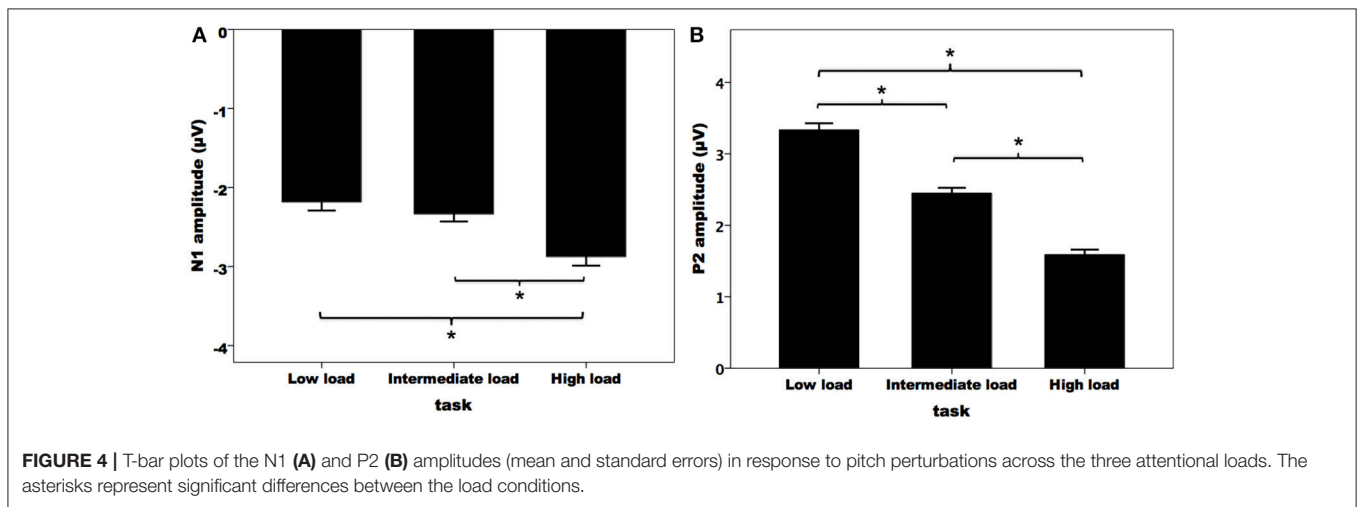 A
0
-1
-2
-3
-4
N1 amplitude (µV)
*
*
Low load Intermediate load High load
task
B
4
3
2
1
0
P2 amplitude (µV)
*
*
*
Low load Intermediate load High load
task
FIGURE 4 | T-bar plots of the N1 (A) and P2 (B) amplitudes (mean and standard errors) in response to pitch perturbations across the three attentional loads. The
asterisks represent significant differences between the load conditions.